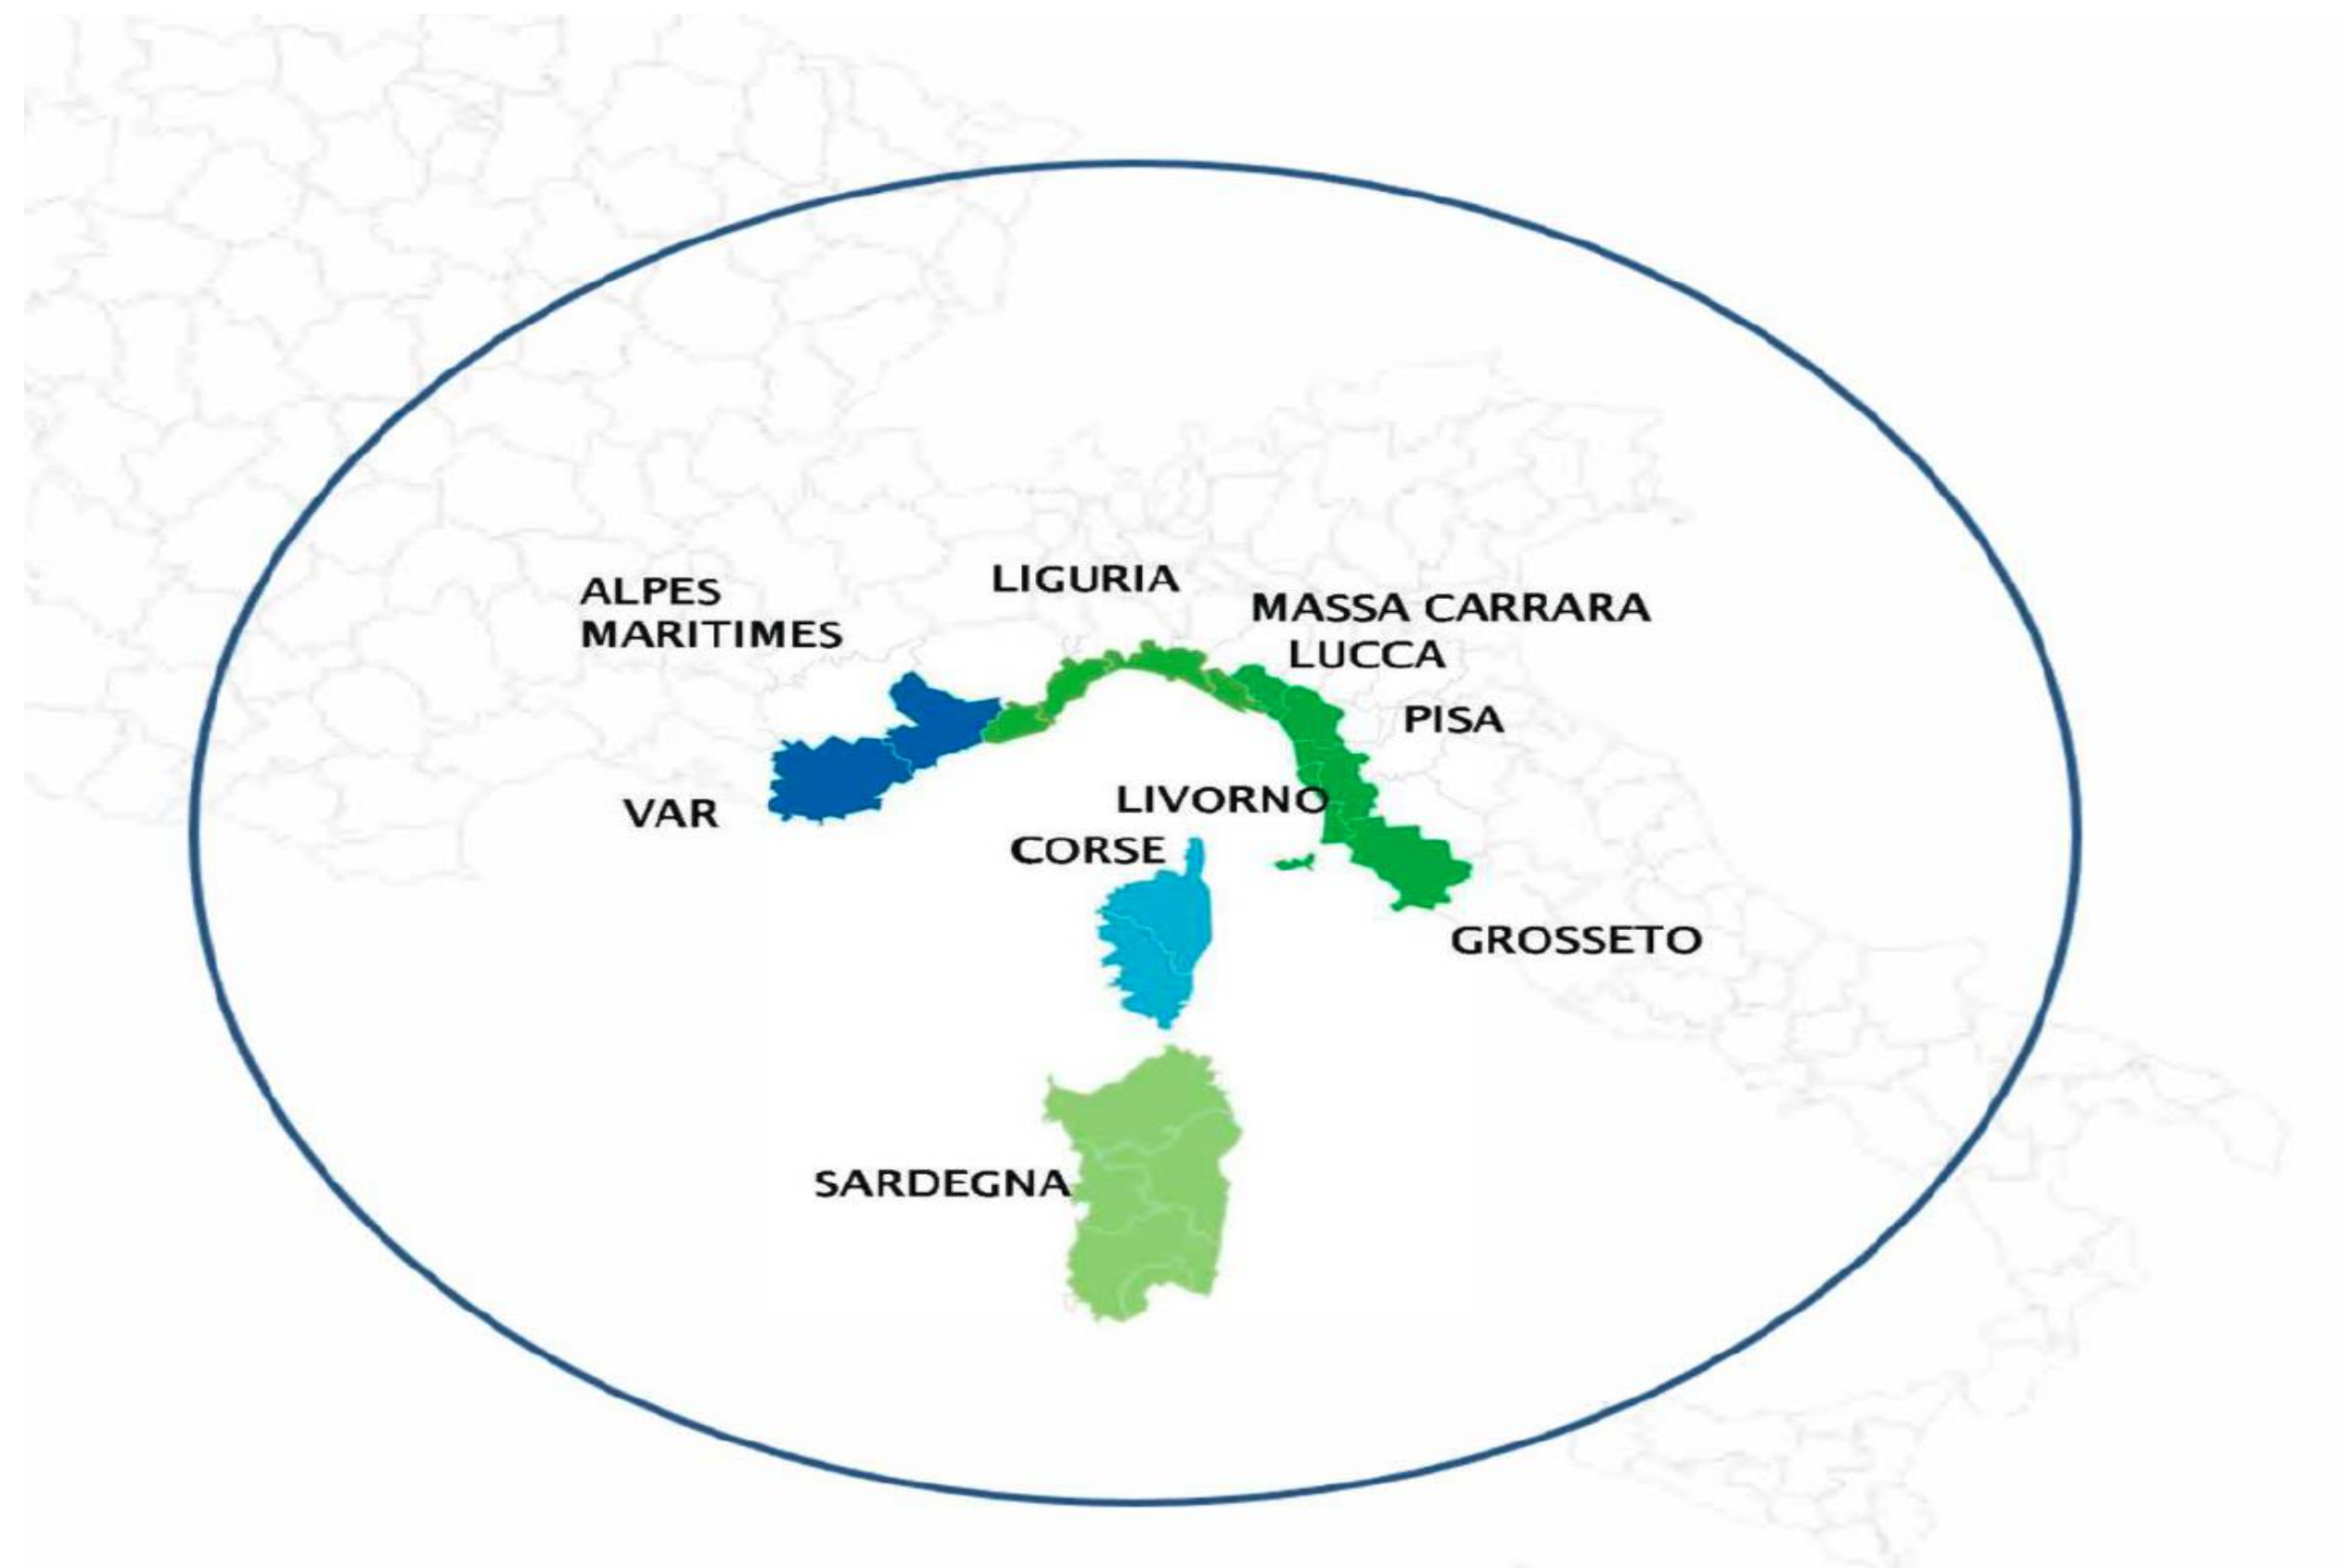 ALPES
MARITIMES
LIGURIA
MASSA CARRARA
LUCCA
PISA
VAR
LIVORNO
CORSE
GROSSETO
SARDEGNA